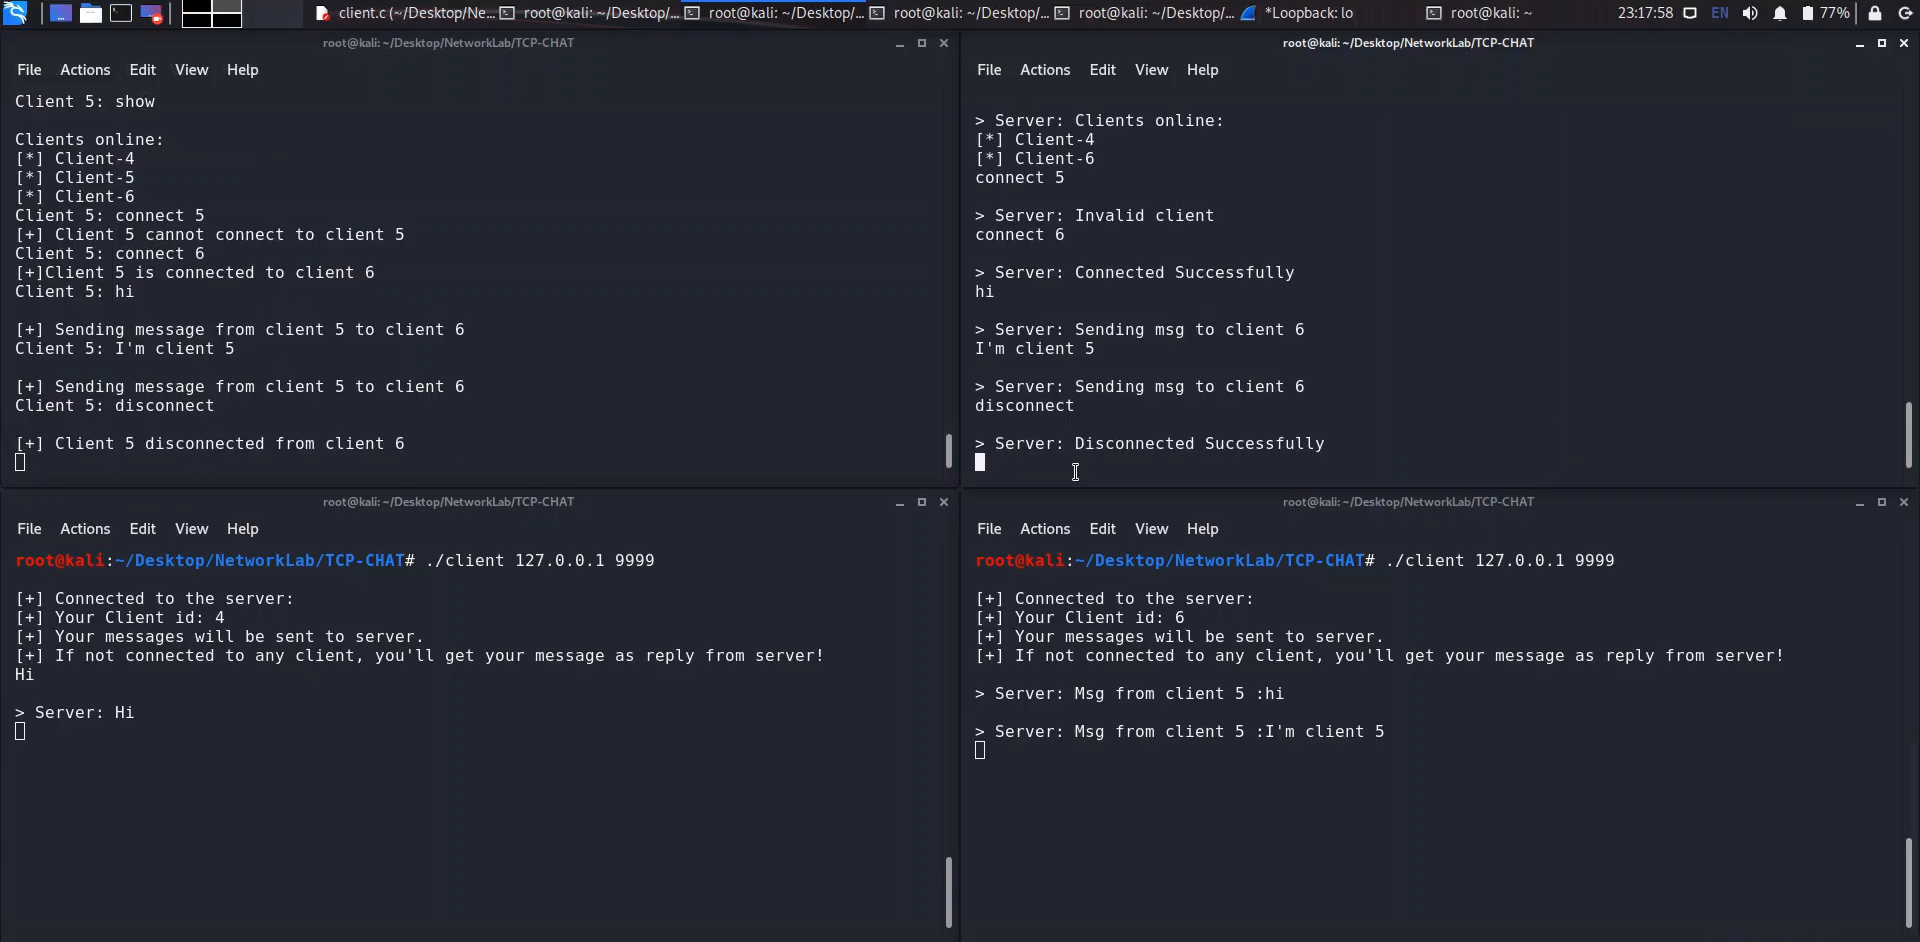 client.c (~/Desktop/Ne... root@kali: ~/Desktop/... root@kali: ~/Desktop/... root@kali: ~/Desktop/... root@kali: ~/Desktop/... *Loopback: lo root@kali: ~ 23:17:58 EN 77%
root@kali: ~/Desktop/NetworkLab/TCP-CHAT
File Actions Edit View Help
Client 5: show
Clients online:
[*] Client-4
[*] Client-5
[*] Client-6
Client 5: connect 5
[+] Client 5 cannot connect to client 5
Client 5: connect 6
[+]Client 5 is connected to client 6
Client 5: hi
[+] Sending message from client 5 to client 6
Client 5: I'm client 5
[+] Sending message from client 5 to client 6
Client 5: disconnect
[+] Client 5 disconnected from client 6
root@kali: ~/Desktop/NetworkLab/TCP-CHAT
File Actions Edit View Help
> Server: Clients online:
[*] Client-4
[*] Client-6
connect 5
> Server: Invalid client
connect 6
> Server: Connected Successfully
hi
> Server: Sending msg to client 6
I'm client 5
> Server: Sending msg to client 6
disconnect
> Server: Disconnected Successfully
root@kali: ~/Desktop/NetworkLab/TCP-CHAT
File Actions Edit View Help
root@kali:~/Desktop/NetworkLab/TCP-CHAT# ./client 127.0.0.1 9999
[+] Connected to the server:
[+] Your Client id: 4
[+] Your messages will be sent to server.
[+] If not connected to any client, you'll get your message as reply from server!
Hi
> Server: Hi
root@kali: ~/Desktop/NetworkLab/TCP-CHAT
File Actions Edit View Help
root@kali:~/Desktop/NetworkLab/TCP-CHAT# ./client 127.0.0.1 9999
[+] Connected to the server:
[+] Your Client id: 6
[+] Your messages will be sent to server.
[+] If not connected to any client, you'll get your message as reply from server!
> Server: Msg from client 5 :hi
> Server: Msg from client 5 :I'm client 5